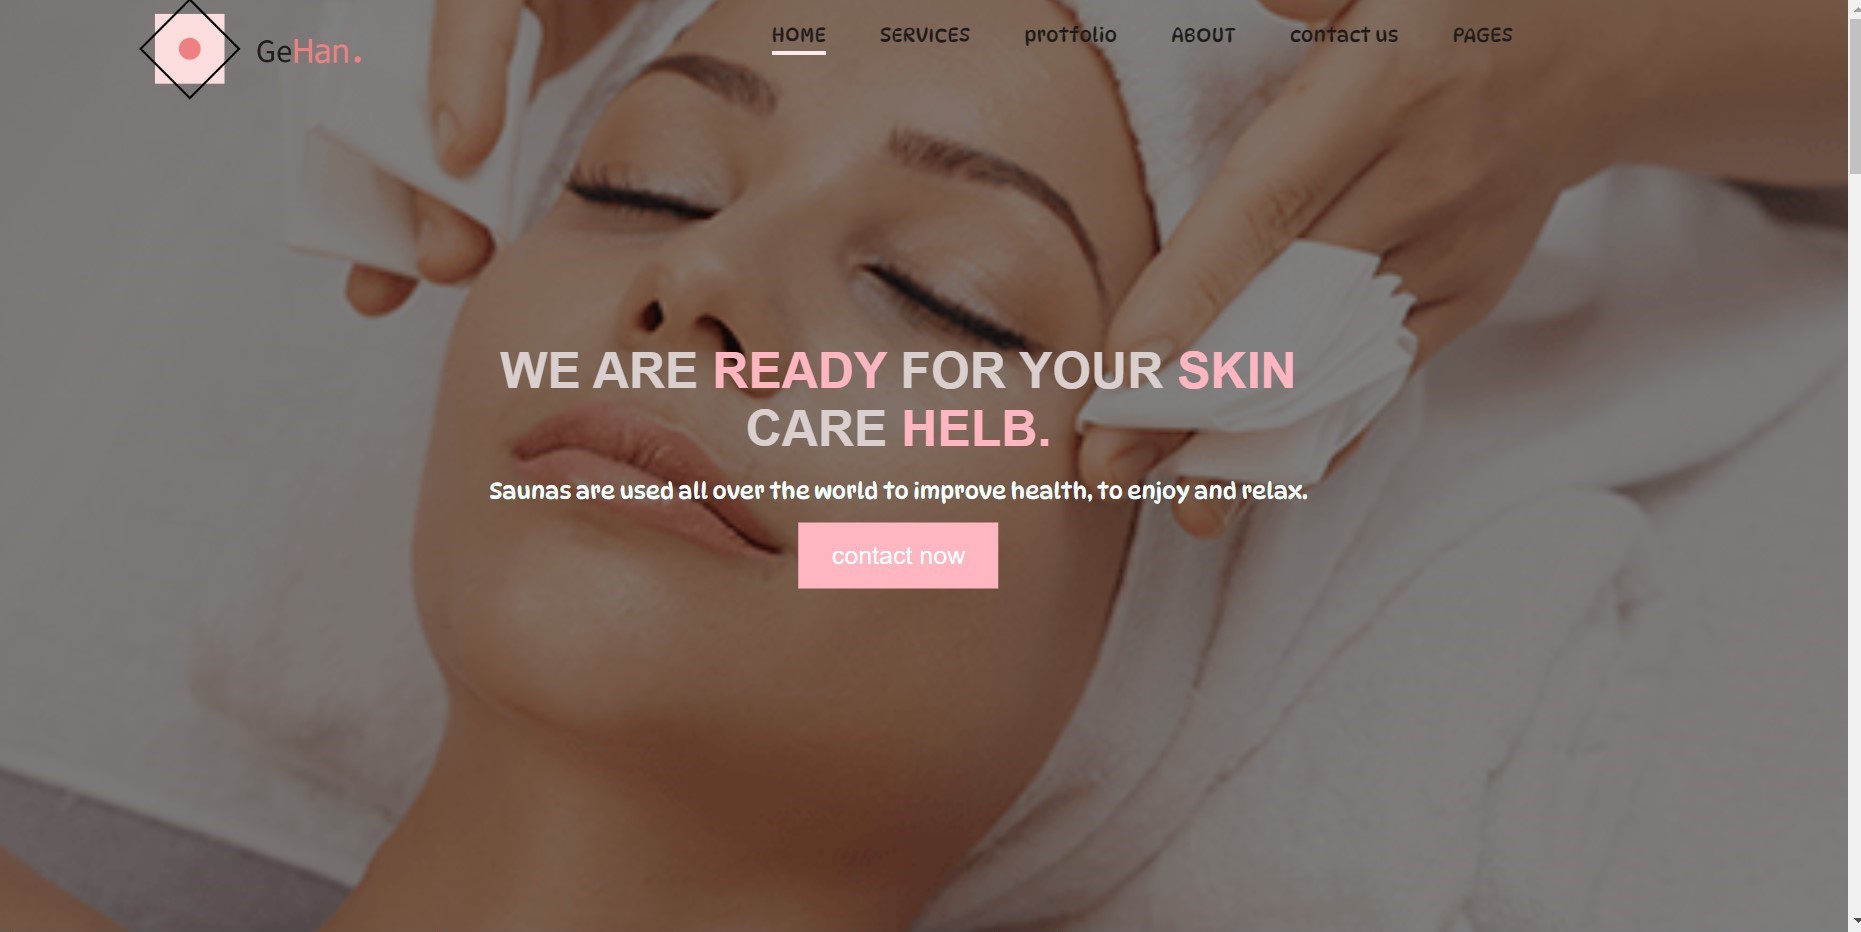 GeHan.
HOME SERVICES protfolio ABOUT contact us PAGES
WE ARE READY FOR YOUR SKIN
CARE HELB.
Saunas are used all over the world to improve health, to enjoy and relax.
contact now